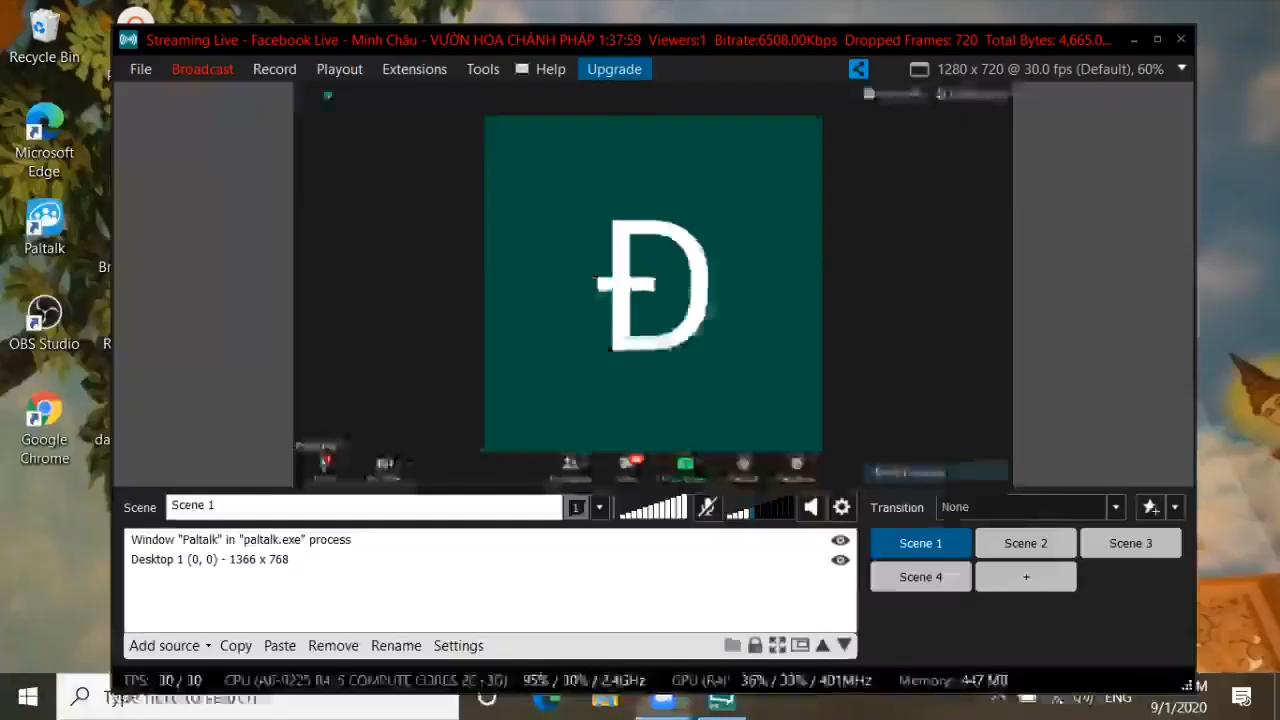 Recycle Bin
Microsoft Edge
Paltalk
OBS Studio
Google Chrome
Streaming Live - Facebook Live - Minh Châu - VƯỜN HOA CHÁNH PHÁP 1:37:59 Viewers:1 Bitrate:6508.00Kbps Dropped Frames: 720 Total Bytes: 4,665.0...
File Broadcast Record Playout Extensions Tools Help Upgrade 1280 x 720 @ 30.0 fps (Default), 60%
Đ
Scene Scene 1 1 Transition None
Window "Paltalk" in "paltalk.exe" process
Desktop 1 (0, 0) - 1366 x 768
Scene 1 Scene 2 Scene 3
Scene 4 +
Add source Copy Paste Remove Rename Settings
Memory: 447 MB
ENG
9/1/2020